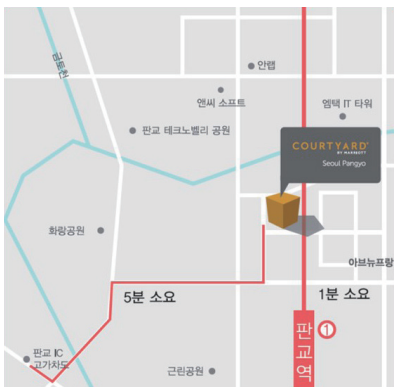 금토천
안랩
앤씨 소프트
엠텍 IT 타워
판교 테크노벨리 공원
COURTYARD®
BY MARRIOTT
Seoul Pangyo
화랑공원
아브뉴프랑
5분 소요
1분 소요
판교역
1
판교 IC
고가차도
근린공원